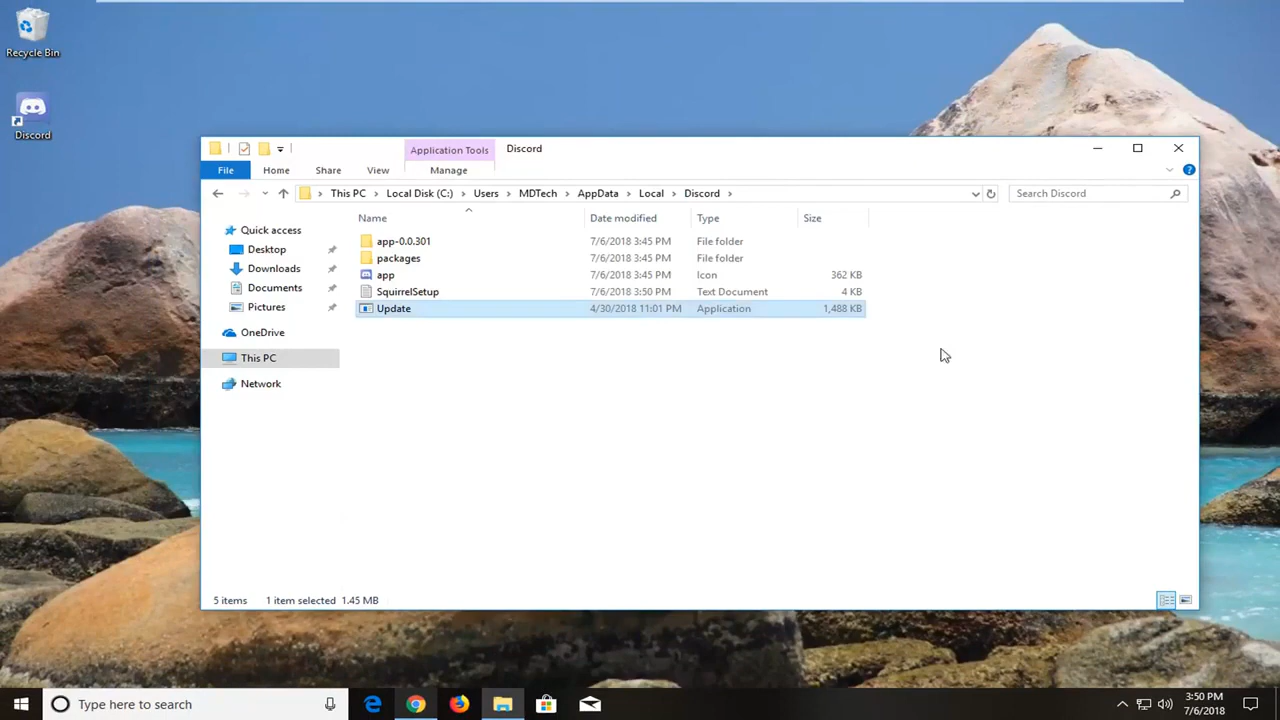 Recycle Bin
Discord
Application Tools
Discord
File
Home
Share
View
Manage
This PC
Local Disk (C:)
Users
MDTech
AppData
Local
Discord
Search Discord
Quick access
Desktop
Downloads
Documents
Pictures
OneDrive
This PC
Network
Name Date modified Type Size
app-0.0.301 7/6/2018 3:45 PM File folder
packages 7/6/2018 3:45 PM File folder
app 7/6/2018 3:45 PM Icon 362 KB
SquirrelSetup 7/6/2018 3:50 PM Text Document 4 KB
Update 4/30/2018 11:01 PM Application 1,488 KB
5 items 1 item selected 1.45 MB
Type here to search
3:50 PM
7/6/2018